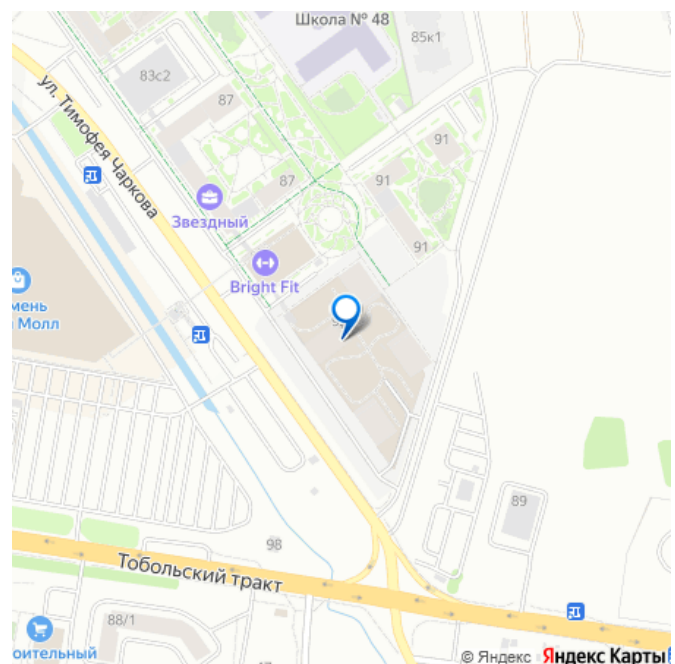 Школа № 48
85к1
83с2
87
ул. Тимофея Чаркова
91
87
91
Звездный
91
Bright Fit
мень
Молл
89
98
Тобольский тракт
88/1
оительный
© Яндекс Яндекс Карты